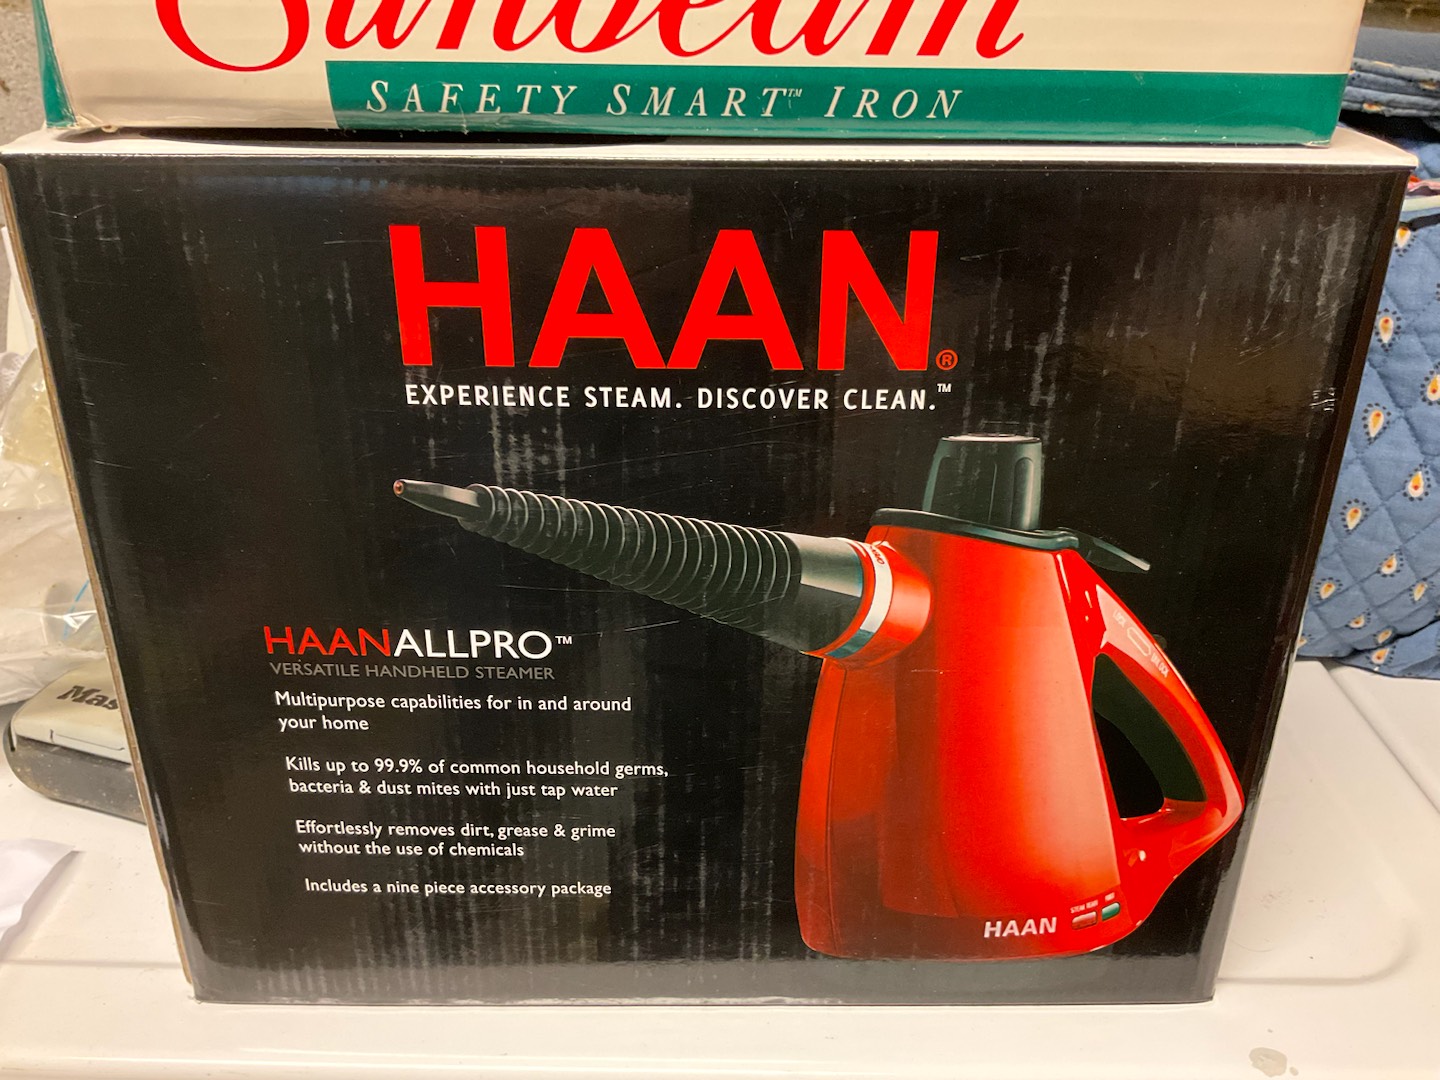 Sunbeam
SAFETY SMART™ IRON
HAAN®
EXPERIENCE STEAM. DISCOVER CLEAN.™
HAANALLPRO™
VERSATILE HANDHELD STEAMER
Multipurpose capabilities for in and around
your home
Kills up to 99.9% of common household germs,
bacteria & dust mites with just tap water
Effortlessly removes dirt, grease & grime
without the use of chemicals
Includes a nine piece accessory package
HAAN